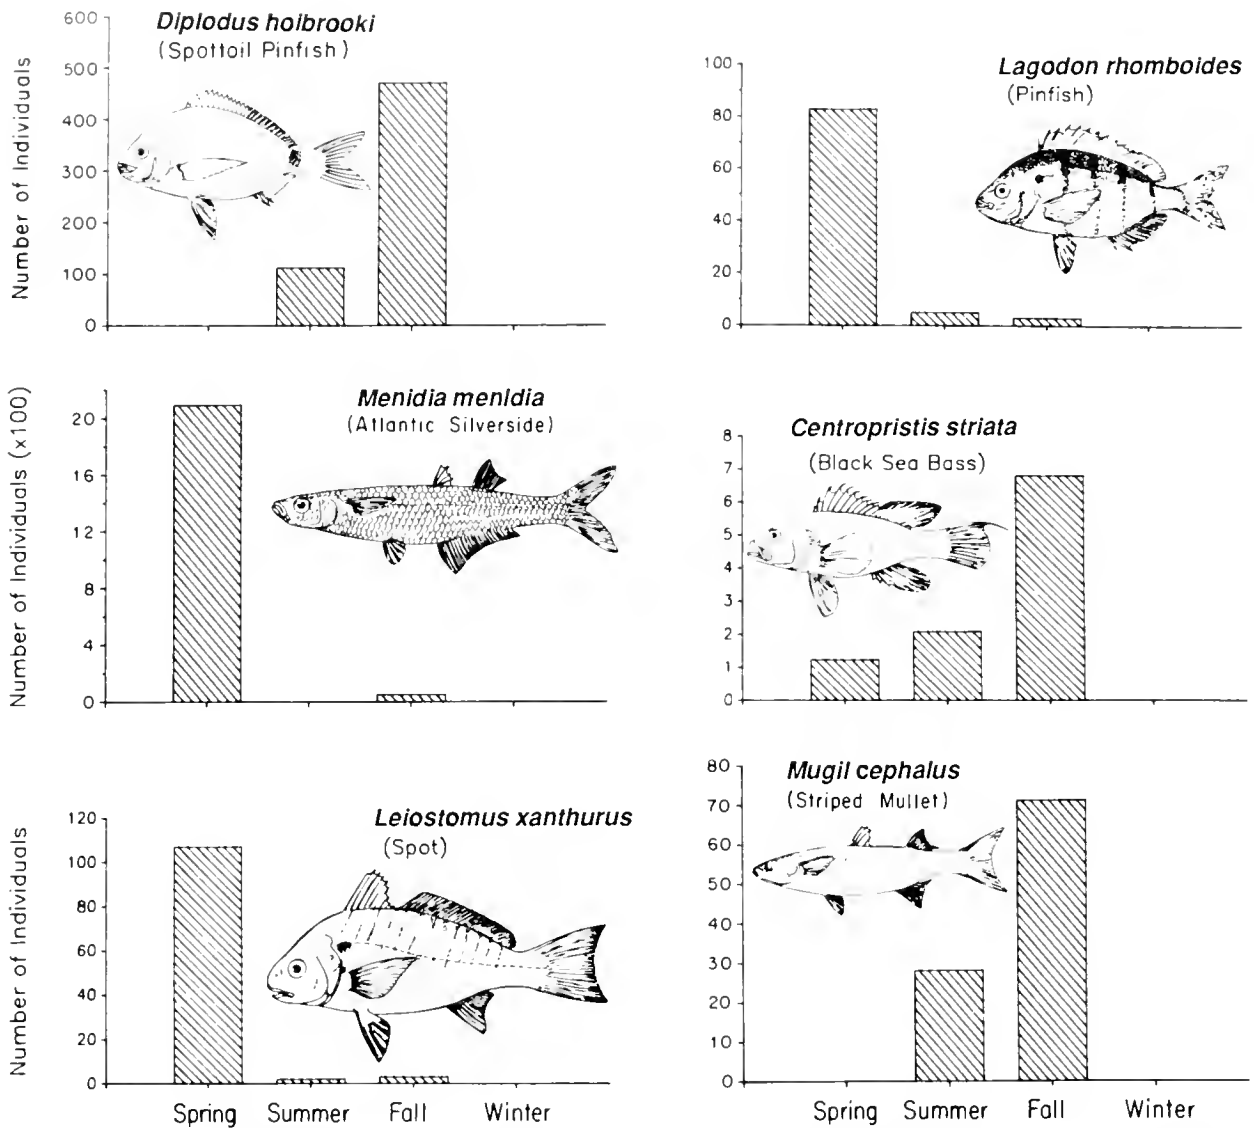 Diplodus holbrooki
(Spottail Pinfish)
Number of Individuals
600
500
400
300
200
100
0
Lagodon rhomboides
(Pinfish)
100
80
60
40
20
0
Menidia menidia
(Atlantic Silverside)
Number of Individuals (x100)
20
16
12
8
4
0
Centropristis striata
(Black Sea Bass)
8
7
6
5
4
3
2
1
0
Leiostomus xanthurus
(Spot)
Number of Individuals
120
100
80
60
40
20
0
Spring Summer Fall Winter
Mugil cephalus
(Striped Mullet)
80
70
60
50
40
30
20
10
0
Spring Summer Fall Winter